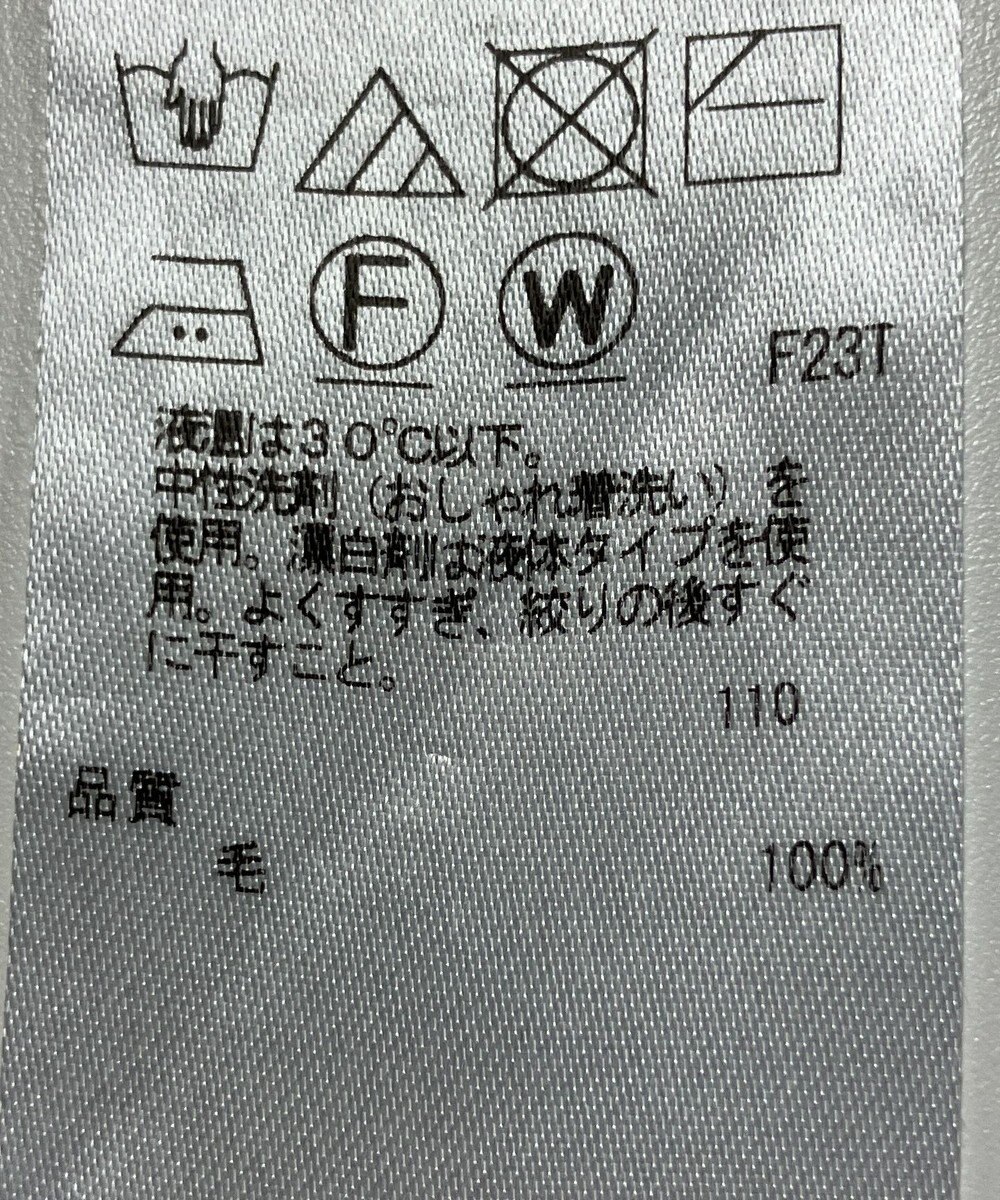 F W
F23T
液温は30℃以下。
中性洗剤(おしゃれ着洗い)を
使用。漂白剤は液体タイプを使
用。よくすすぎ、絞りの後すぐ
に干すこと。
110
品質
毛 100%